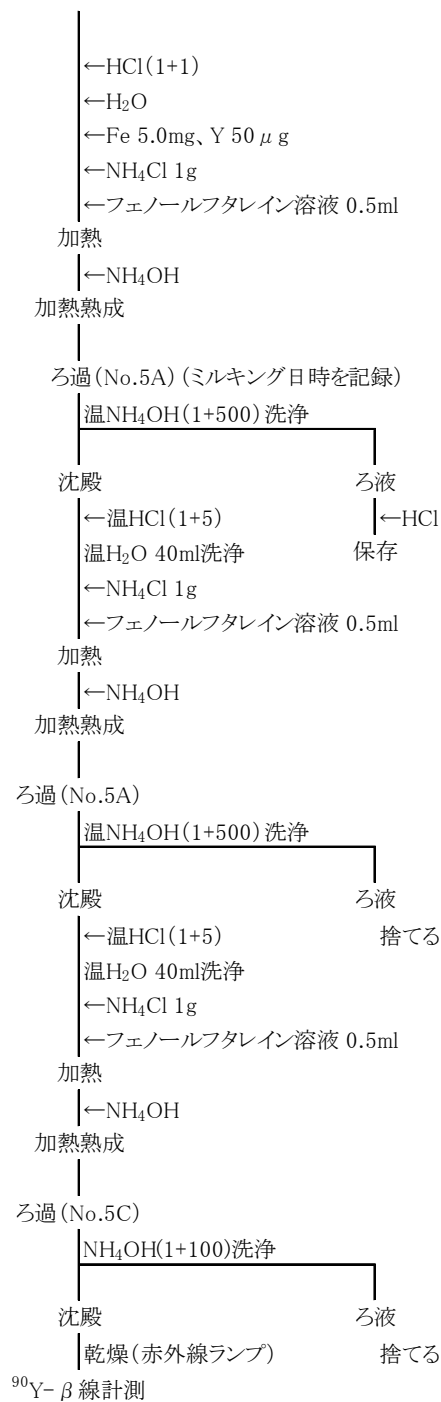 ←HCl(1+1)
←H₂O
←Fe 5.0mg、Y 50μg
←NH₄Cl 1g
←フェノールフタレイン溶液 0.5ml
加熱
←NH₄OH
加熱熟成
ろ過(No.5A)(ミルキング日時を記録)
温NH₄OH(1+500)洗浄
沈殿 ろ液
←温HCl(1+5) ←HCl
温H₂O 40ml洗浄 保存
←NH₄Cl 1g
←フェノールフタレイン溶液 0.5ml
加熱
←NH₄OH
加熱熟成
ろ過(No.5A)
温NH₄OH(1+500)洗浄
沈殿 ろ液
←温HCl(1+5) 捨てる
温H₂O 40ml洗浄
←NH₄Cl 1g
←フェノールフタレイン溶液 0.5ml
加熱
←NH₄OH
加熱熟成
ろ過(No.5C)
NH₄OH(1+100)洗浄
沈殿 ろ液
乾燥(赤外線ランプ) 捨てる
⁹⁰Y-β線計測